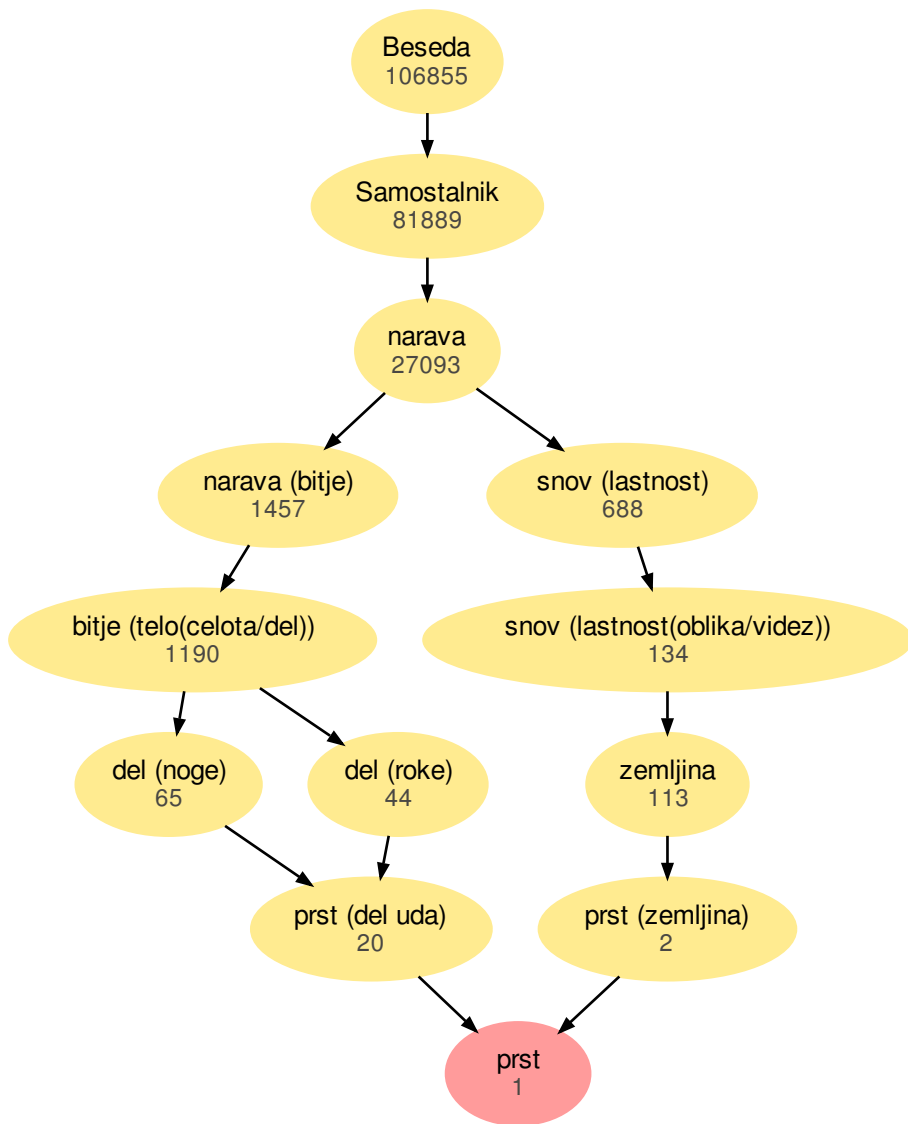 Beseda
106855
Samostalnik
81889
narava
27093
narava (bitje)
1457
snov (lastnost)
688
bitje (telo(celota/del))
1190
snov (lastnost(oblika/videz))
134
del (noge)
65
del (roke)
44
zemljina
113
prst (del uda)
20
prst (zemljina)
2
prst
1